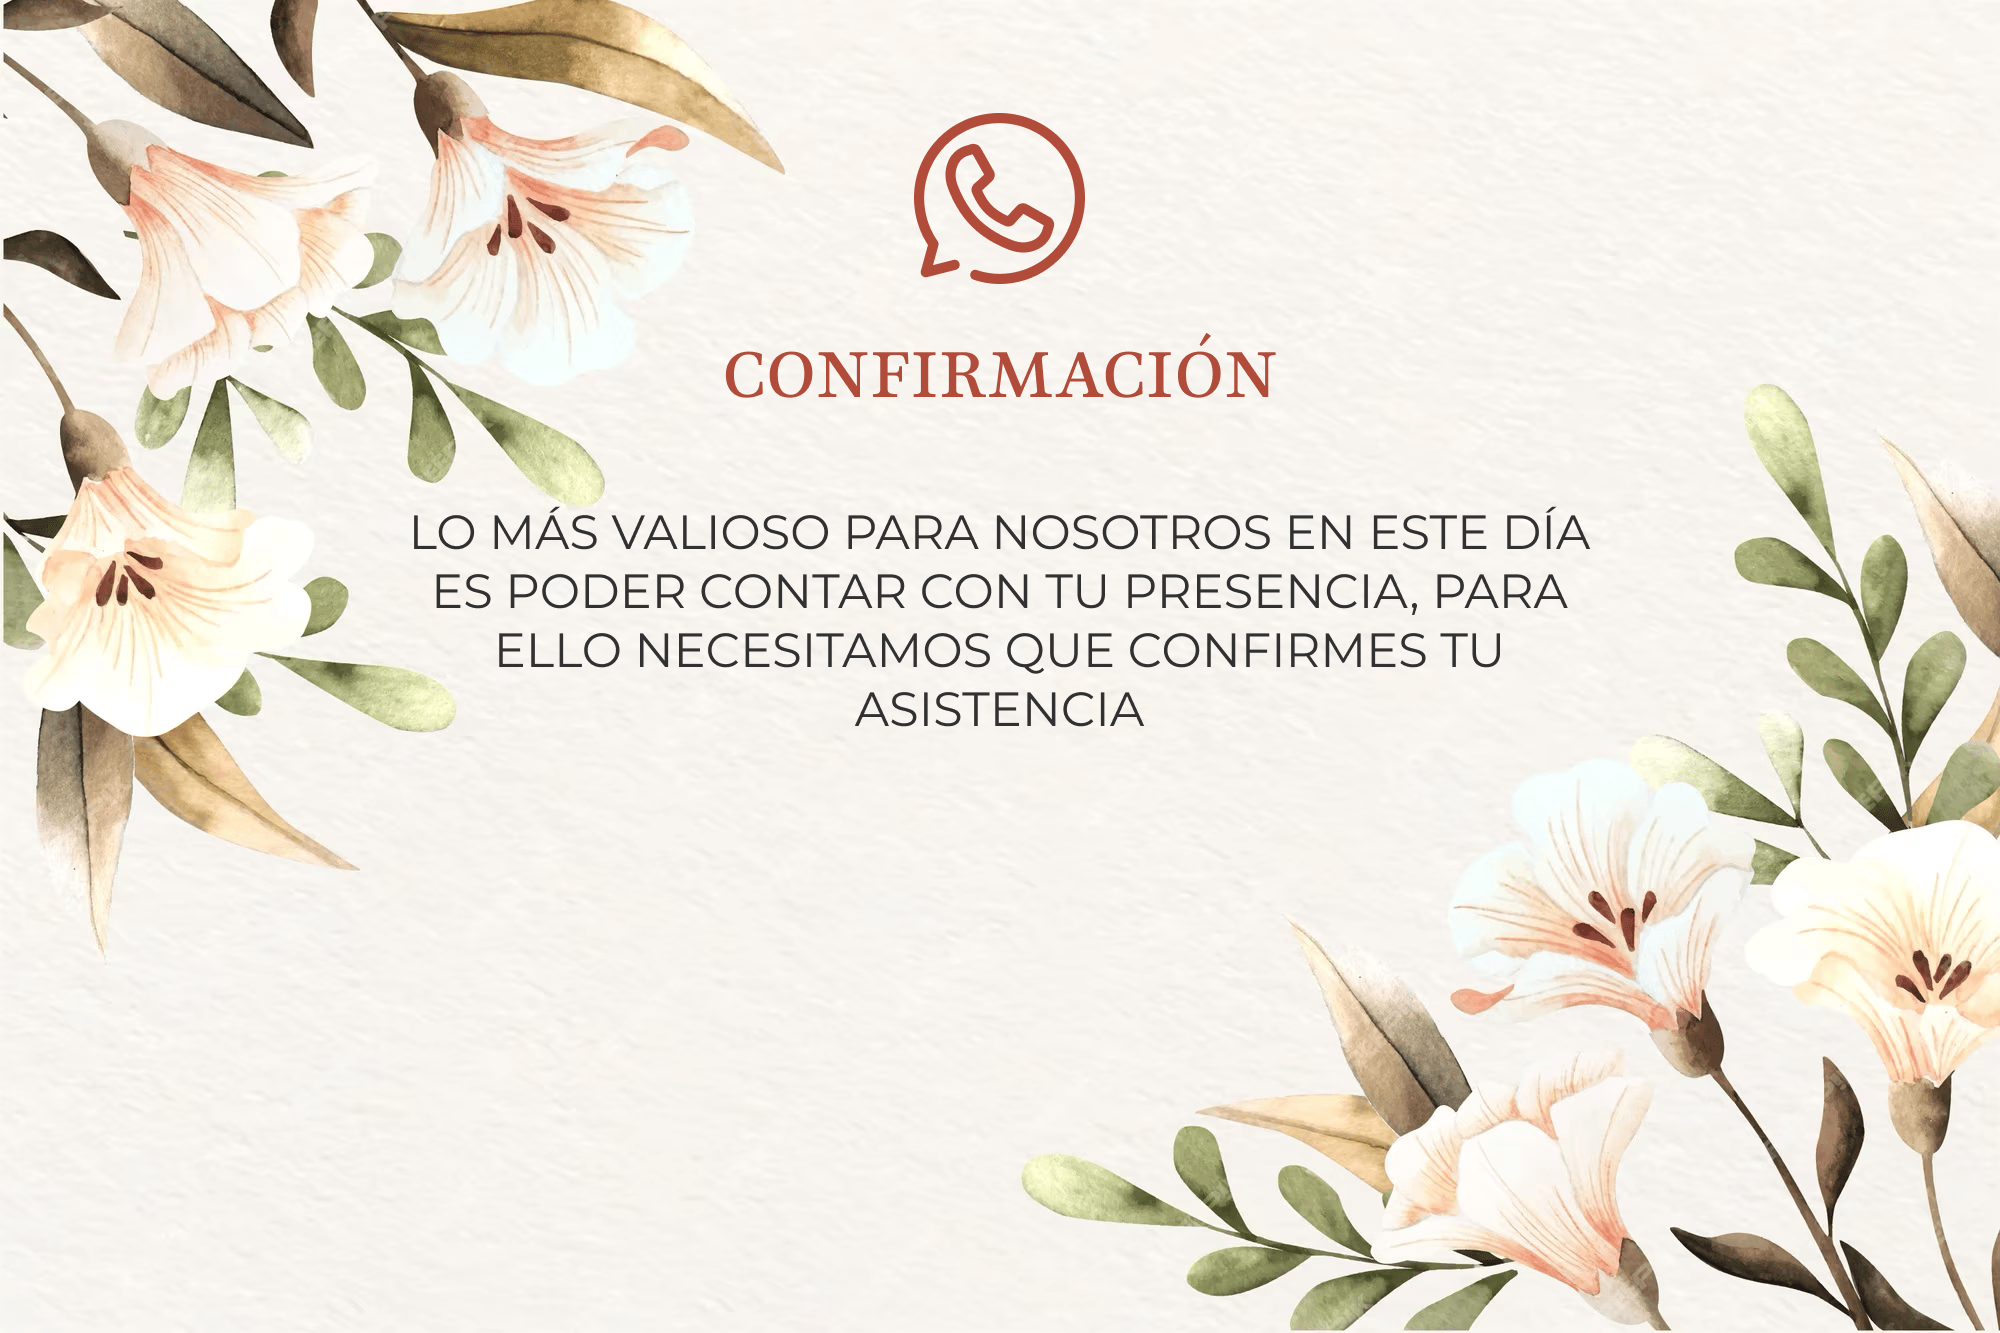 CONFIRMACIÓN
LO MÁS VALIOSO PARA NOSOTROS EN ESTE DÍA
ES PODER CONTAR CON TU PRESENCIA, PARA
ELLO NECESITAMOS QUE CONFIRMES TU
ASISTENCIA